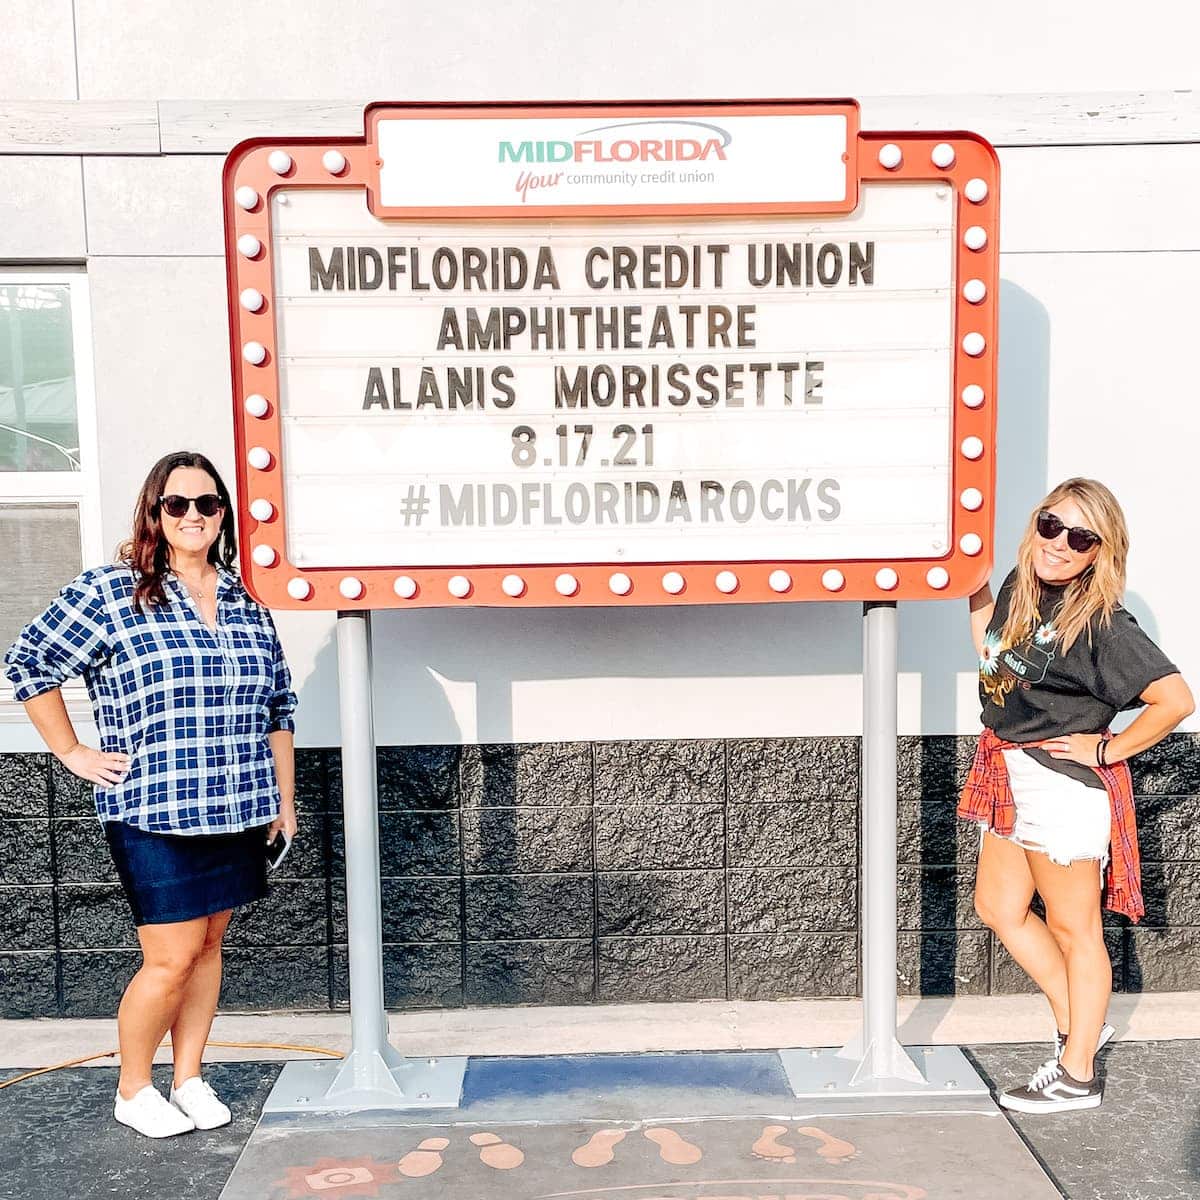 MIDFLORIDA
Your community credit union
MIDFLORIDA CREDIT UNION
AMPHITHEATRE
ALANIS MORISSETTE
8.17.21
#MIDFLORIDAROCKS